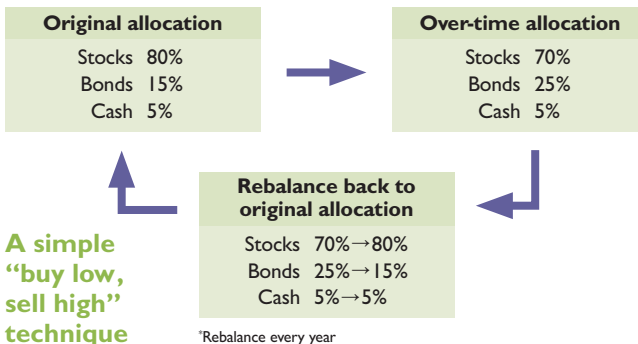 Original allocation
Stocks 80%
Bonds 15%
Cash 5%
Over-time allocation
Stocks 70%
Bonds 25%
Cash 5%
Rebalance back to
original allocation
Stocks 70%→80%
Bonds 25%→15%
Cash 5%→5%
A simple
“buy low,
sell high”
technique
*Rebalance every year